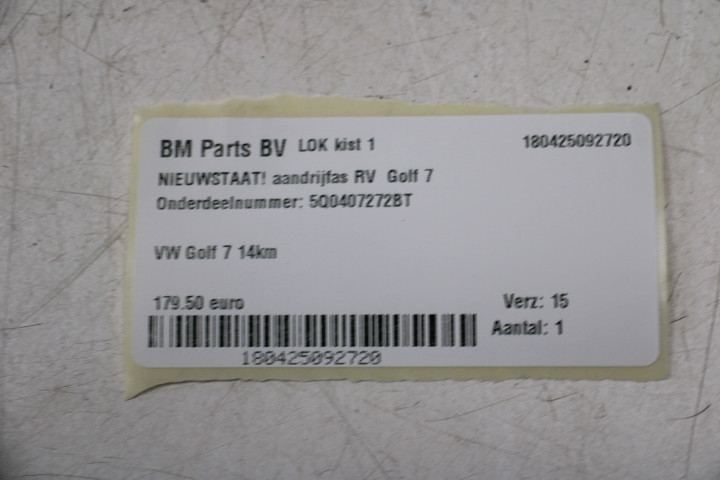 BM Parts BV LOK kist 1 180425092720
NIEUWSTAAT! aandrijfas RV Golf 7
Onderdeelnummer: 5Q0407272BT
VW Golf 7 14km
179.50 euro Verz: 15
Aantal: 1
180425092720